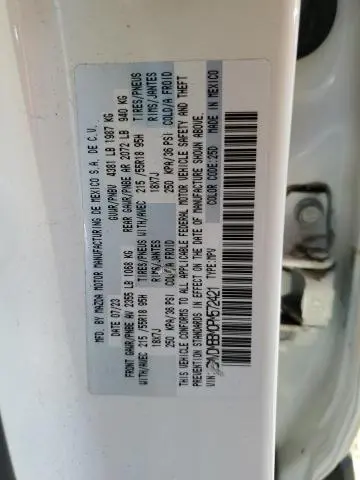 MFD. BY MAZDA MOTOR MANUFACTURING DE MEXICO S.A. DE C.V.
DATE: 07/23 GVWR/PNBV 4381 LB 1987 KG
FRONT GAWR/PNBE AV 2355 LB 1068 KG REAR GAWR/PNBE AR 2072 LB 940 KG
WITH/AVEC 215/55R18 95H TIRES/PNEUS WITH/AVEC 215/55R18 95H TIRES/PNEUS
18X7J RIMS/JANTES 18X7J RIMS/JANTES
250 KPA/36 PSI COLD/A FROID 250 KPA/36 PSI COLD/A FROID
THIS VEHICLE CONFORMS TO ALL APPLICABLE FEDERAL MOTOR VEHICLE SAFETY AND THEFT
PREVENTION STANDARDS IN EFFECT ON THE DATE OF MANUFACTURE SHOWN ABOVE.
COLOR CODE:25D MADE IN MEXICO
VIN: TYPE:MPV